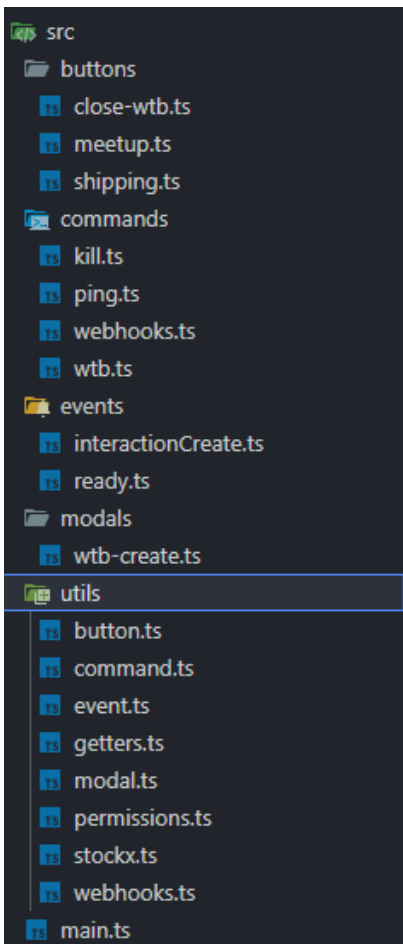 src
buttons
close-wtb.ts
meetup.ts
shipping.ts
commands
kill.ts
ping.ts
webhooks.ts
wtb.ts
events
interactionCreate.ts
ready.ts
modals
wtb-create.ts
utils
button.ts
command.ts
event.ts
getters.ts
modal.ts
permissions.ts
stockx.ts
webhooks.ts
main.ts